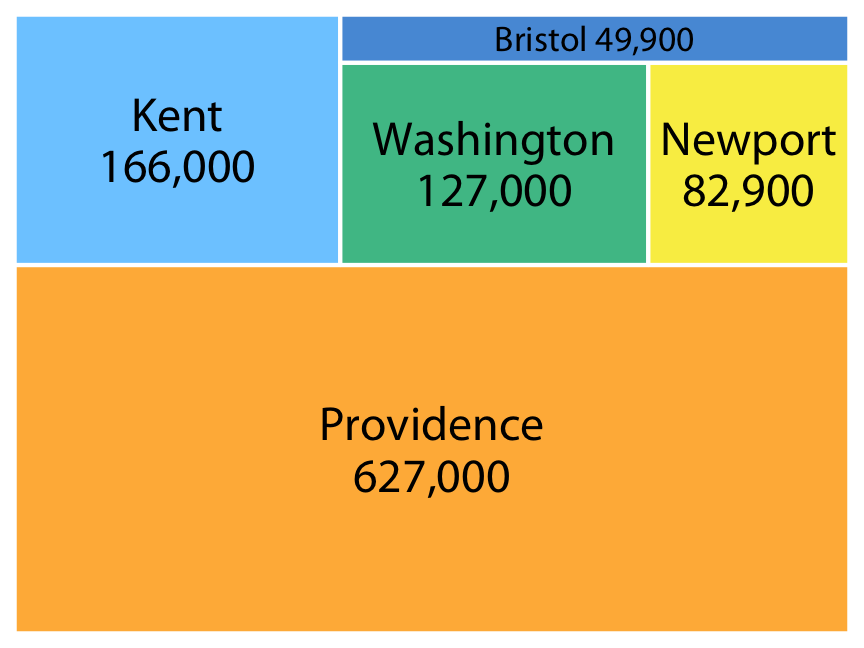 Kent
166,000
Bristol 49,900
Washington
127,000
Newport
82,900
Providence
627,000